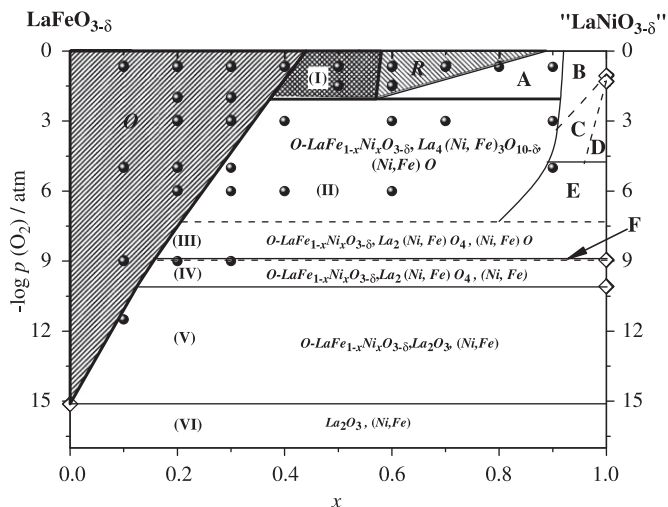 LaFeO3-δ "LaNiO3-δ"
0 0
(I) R A B
O
3 C 3
D
O-LaFe1-xNixO3-δ, La4(Ni, Fe)3O10-δ,
(Ni,Fe) O
-log p (O2) / atm
6 (II) E 6
F
(III) O-LaFe1-xNixO3-δ, La2 (Ni, Fe) O4 , (Ni, Fe) O
9 9
(IV) O-LaFe1-xNixO3-δ,La2(Ni, Fe) O4 , (Ni, Fe)
12 12
(V) O-LaFe1-xNixO3-δ,La2O3, (Ni,Fe)
15 15
(VI) La2O3 , (Ni,Fe)
0.0 0.2 0.4 0.6 0.8 1.0
x